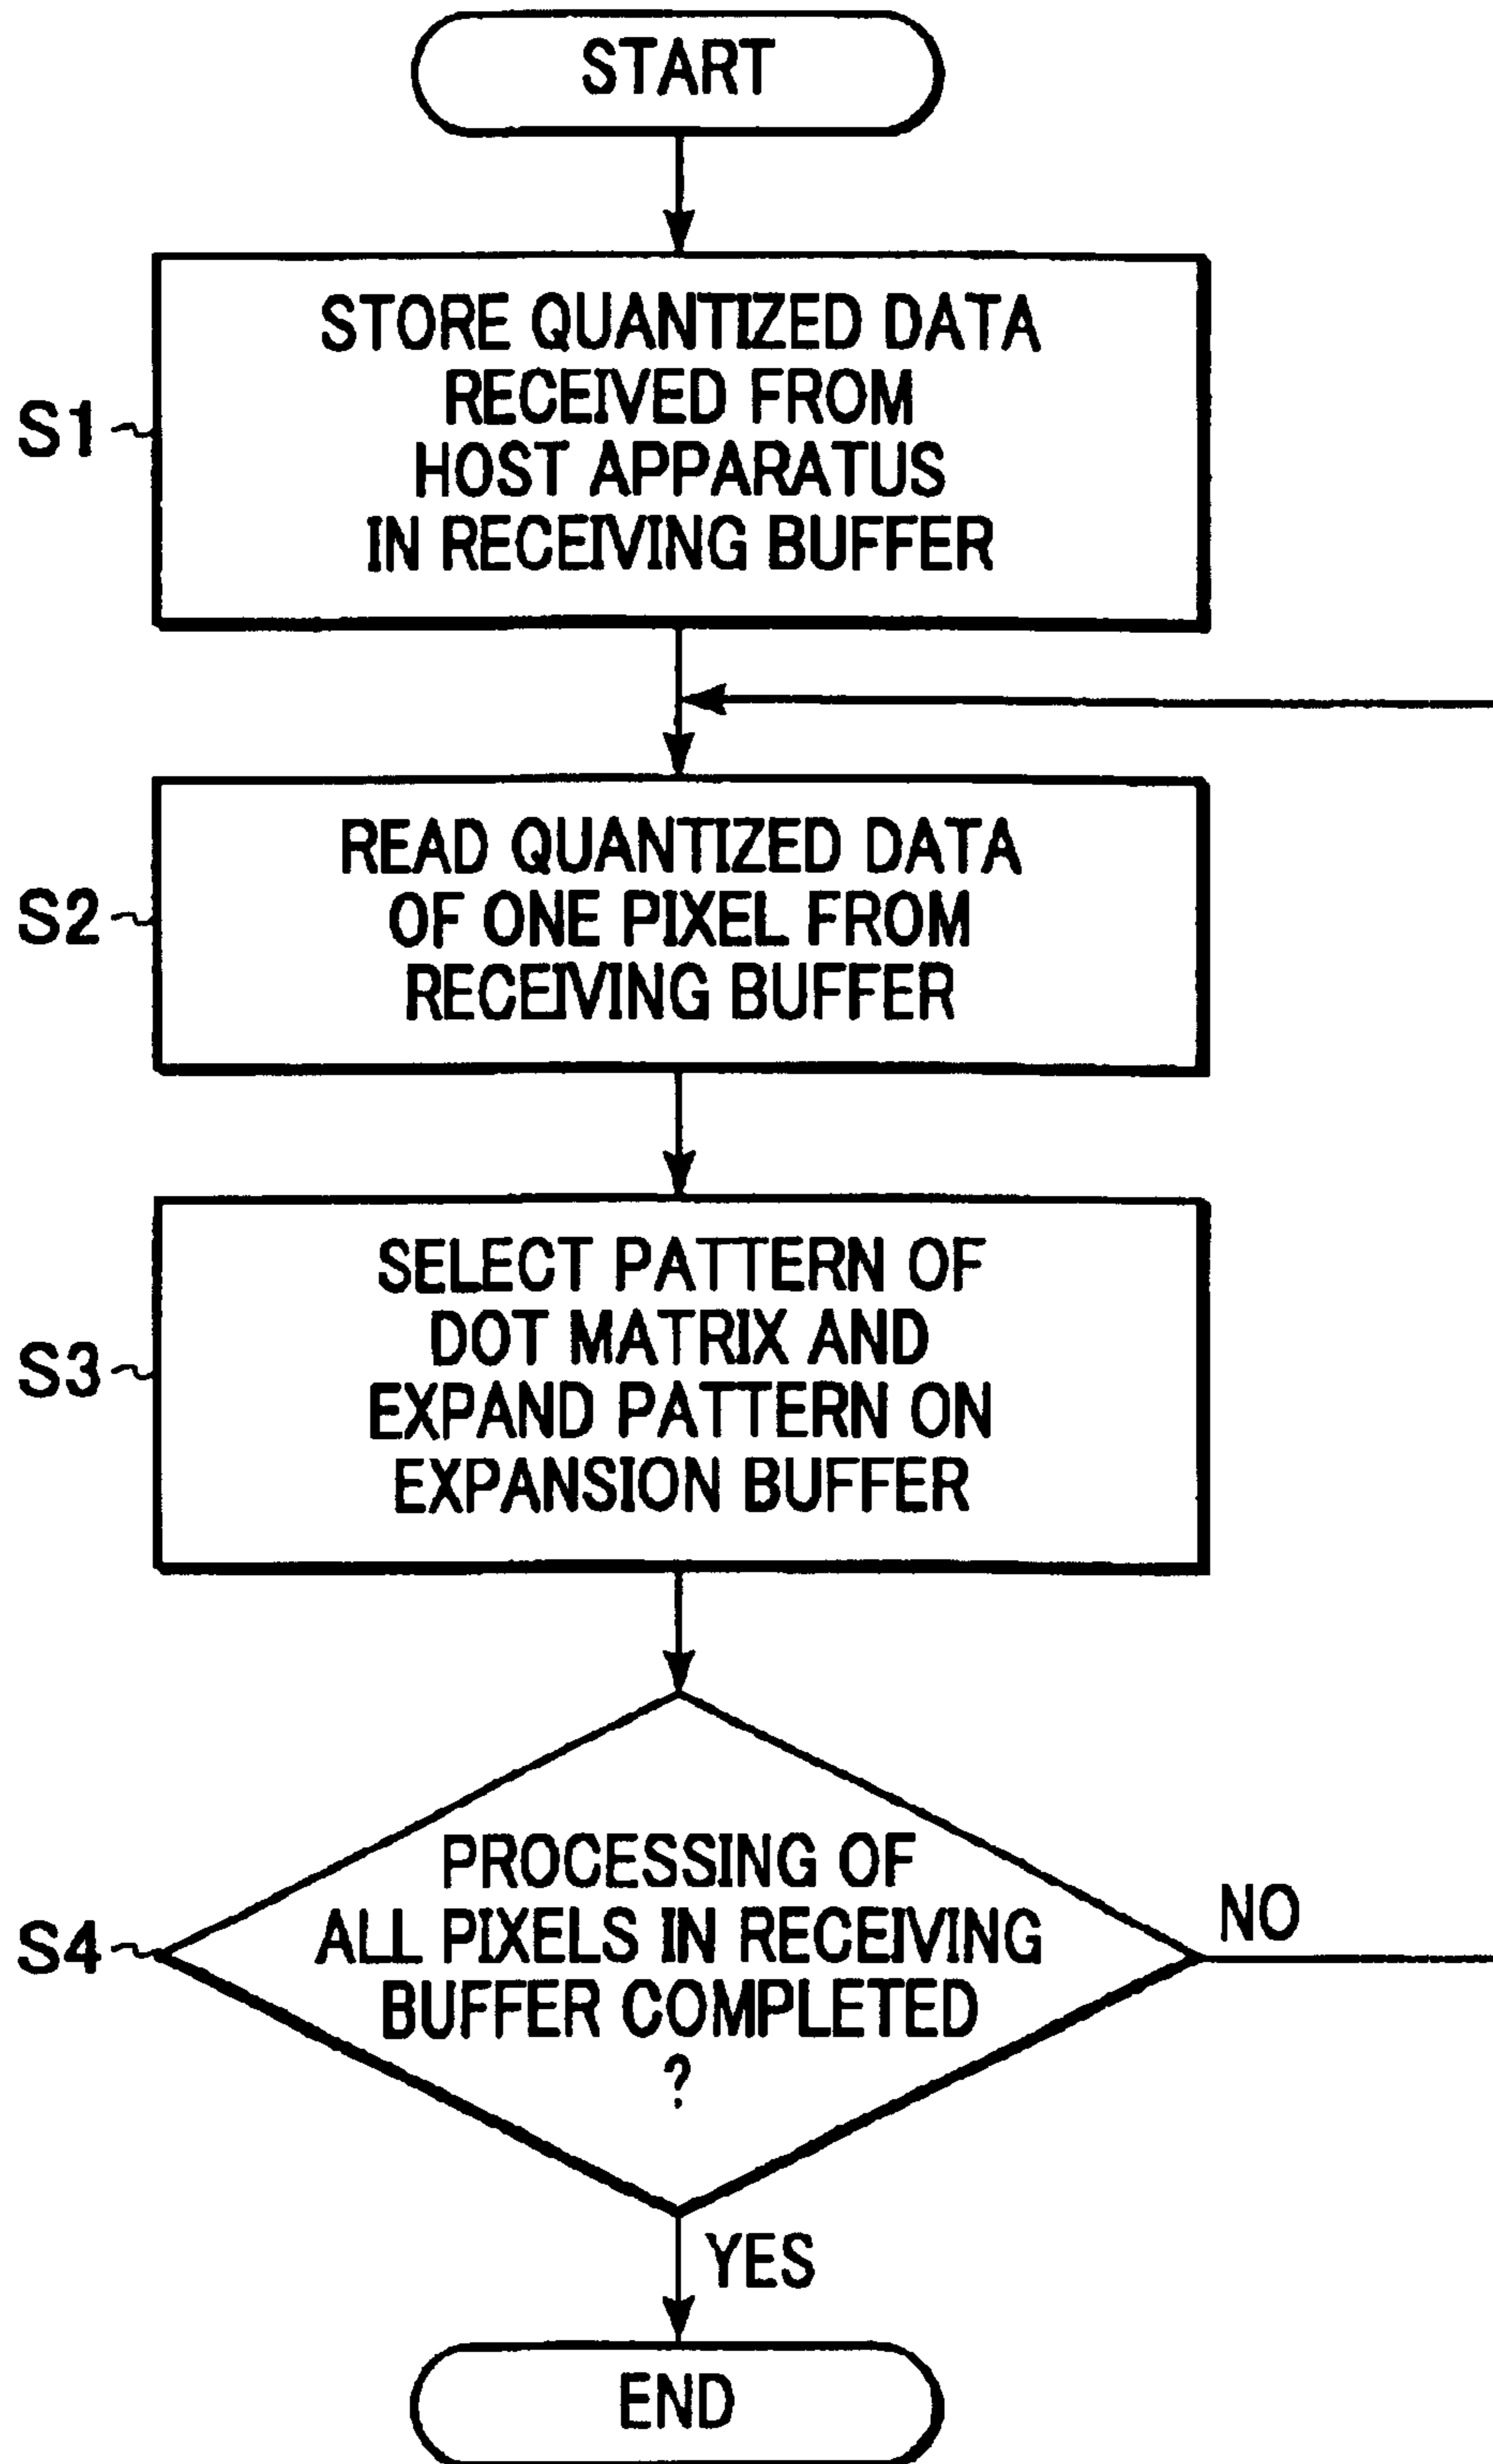 START
STORE QUANTIZED DATA
RECEIVED FROM
HOST APPARATUS
IN RECEIVING BUFFER
S1
READ QUANTIZED DATA
OF ONE PIXEL FROM
RECEIVING BUFFER
S2
SELECT PATTERN OF
DOT MATRIX AND
EXPAND PATTERN ON
EXPANSION BUFFER
S3
PROCESSING OF
ALL PIXELS IN RECEIVING
BUFFER COMPLETED
?
S4
NO
YES
END